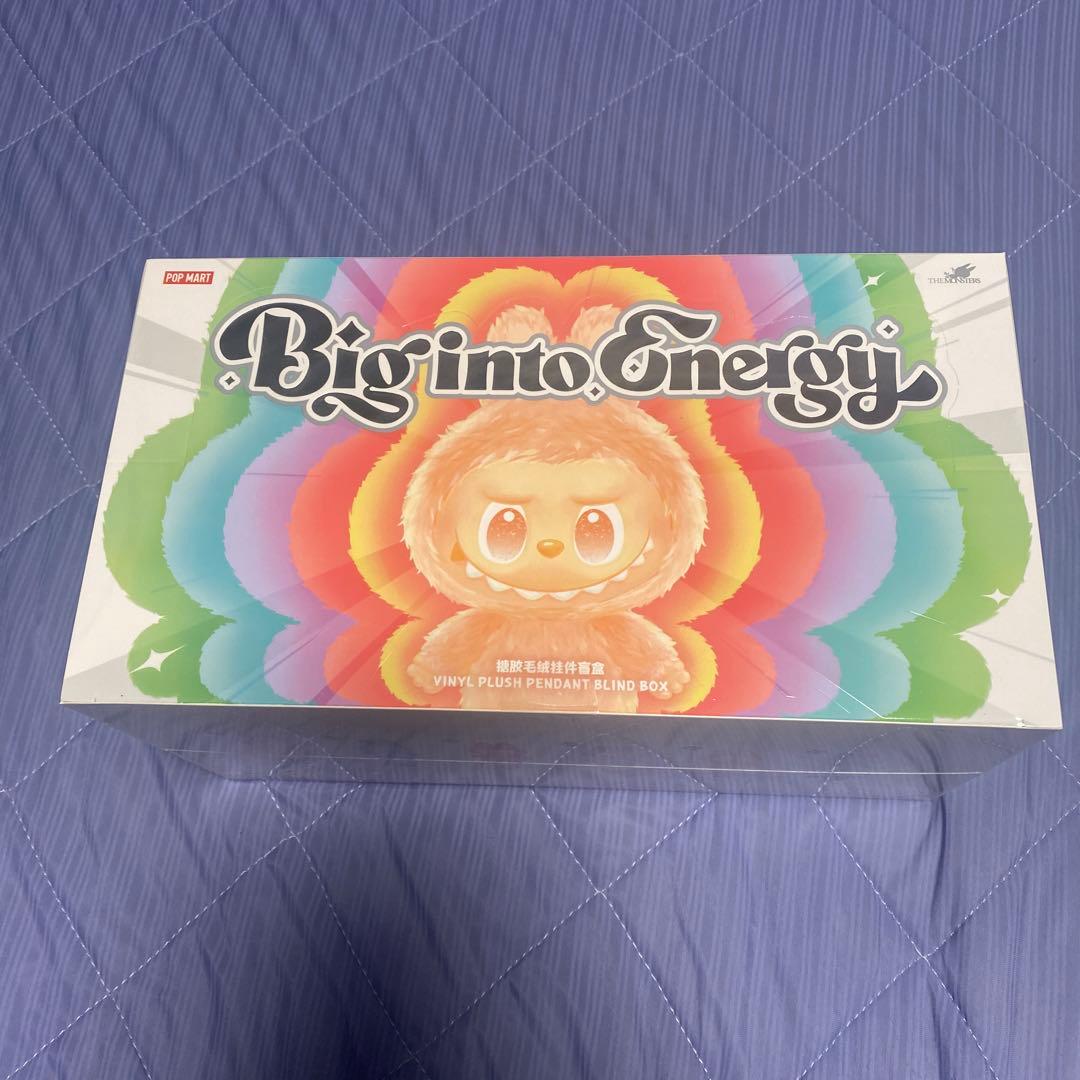 POP MART
THE MONSTERS
Big into Energy
搪胶毛绒挂件盲盒
VINYL PLUSH PENDANT BLIND BOX